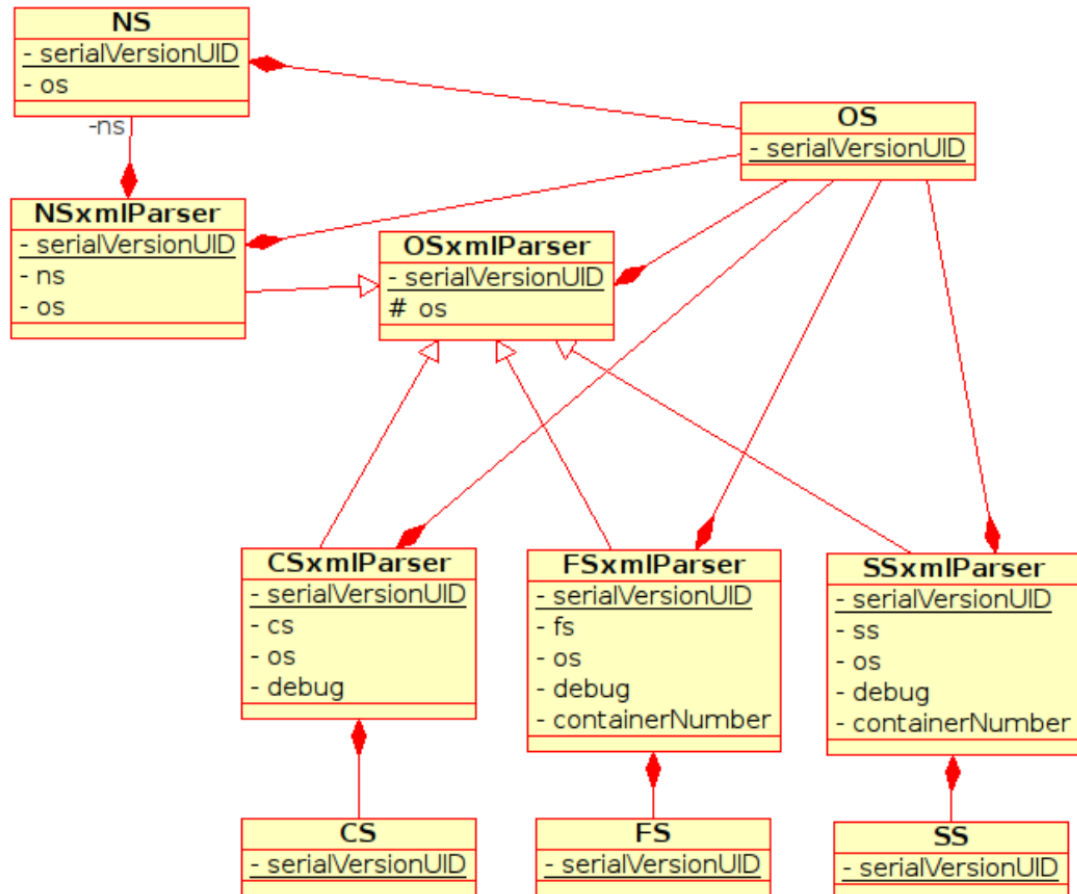 NS
- serialVersionUID
- os
-ns
OS
- serialVersionUID
NSxmlParser
- serialVersionUID
- ns
- os
OSxmlParser
- serialVersionUID
# os
CSxmlParser
- serialVersionUID
- cs
- os
- debug
FSxmlParser
- serialVersionUID
- fs
- os
- debug
- containerNumber
SSxmlParser
- serialVersionUID
- ss
- os
- debug
- containerNumber
CS
- serialVersionUID
FS
- serialVersionUID
SS
- serialVersionUID